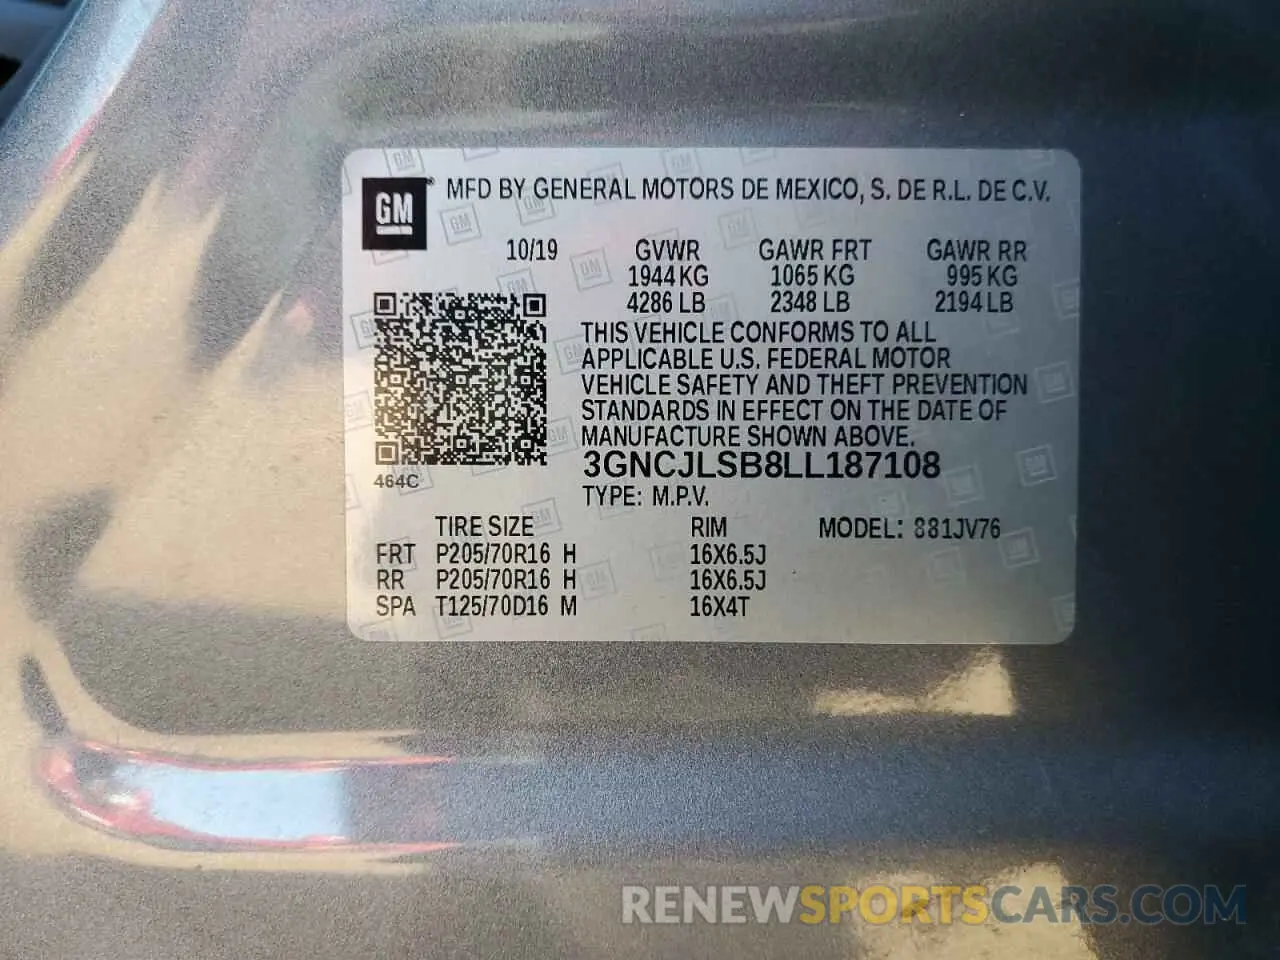 GM
MFD BY GENERAL MOTORS DE MEXICO, S. DE R.L. DE C.V.
10/19 GVWR GAWR FRT GAWR RR
1944 KG 1065 KG 995 KG
4286 LB 2348 LB 2194 LB
THIS VEHICLE CONFORMS TO ALL
APPLICABLE U.S. FEDERAL MOTOR
VEHICLE SAFETY AND THEFT PREVENTION
STANDARDS IN EFFECT ON THE DATE OF
MANUFACTURE SHOWN ABOVE.
3GNCJLSB8LL187108
464C
TYPE: M.P.V.
TIRE SIZE RIM MODEL: 881JV76
FRT P205/70R16 H 16X6.5J
RR P205/70R16 H 16X6.5J
SPA T125/70D16 M 16X4T
RENEWSPORTSCARS.COM